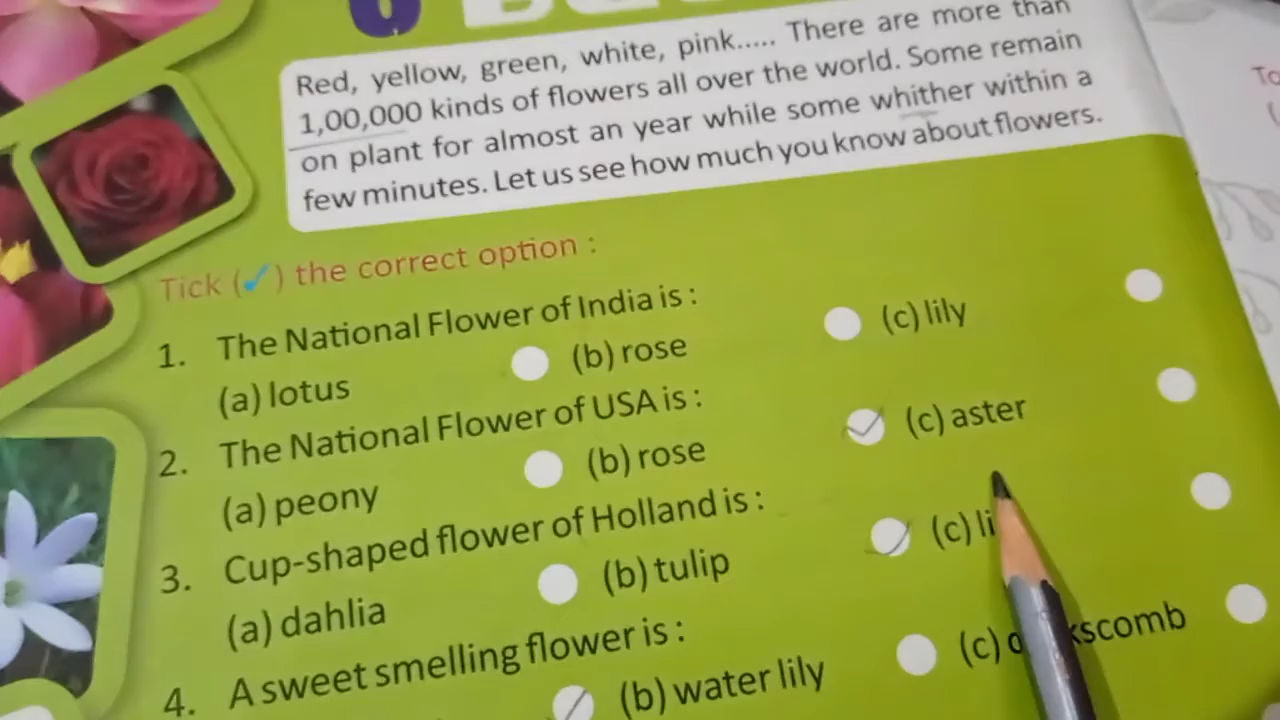 Red, yellow, green, white, pink..... There are more than
1,00,000 kinds of flowers all over the world. Some remain
on plant for almost an year while some whither within a
few minutes. Let us see how much you know about flowers.
Tick (✓) the correct option :
1. The National Flower of India is :
(a) lotus (b) rose (c) lily
2. The National Flower of USA is :
(a) peony (b) rose (c) aster
3. Cup-shaped flower of Holland is :
(a) dahlia (b) tulip (c)
4. A sweet smelling flower is :
(b) water lily (c)